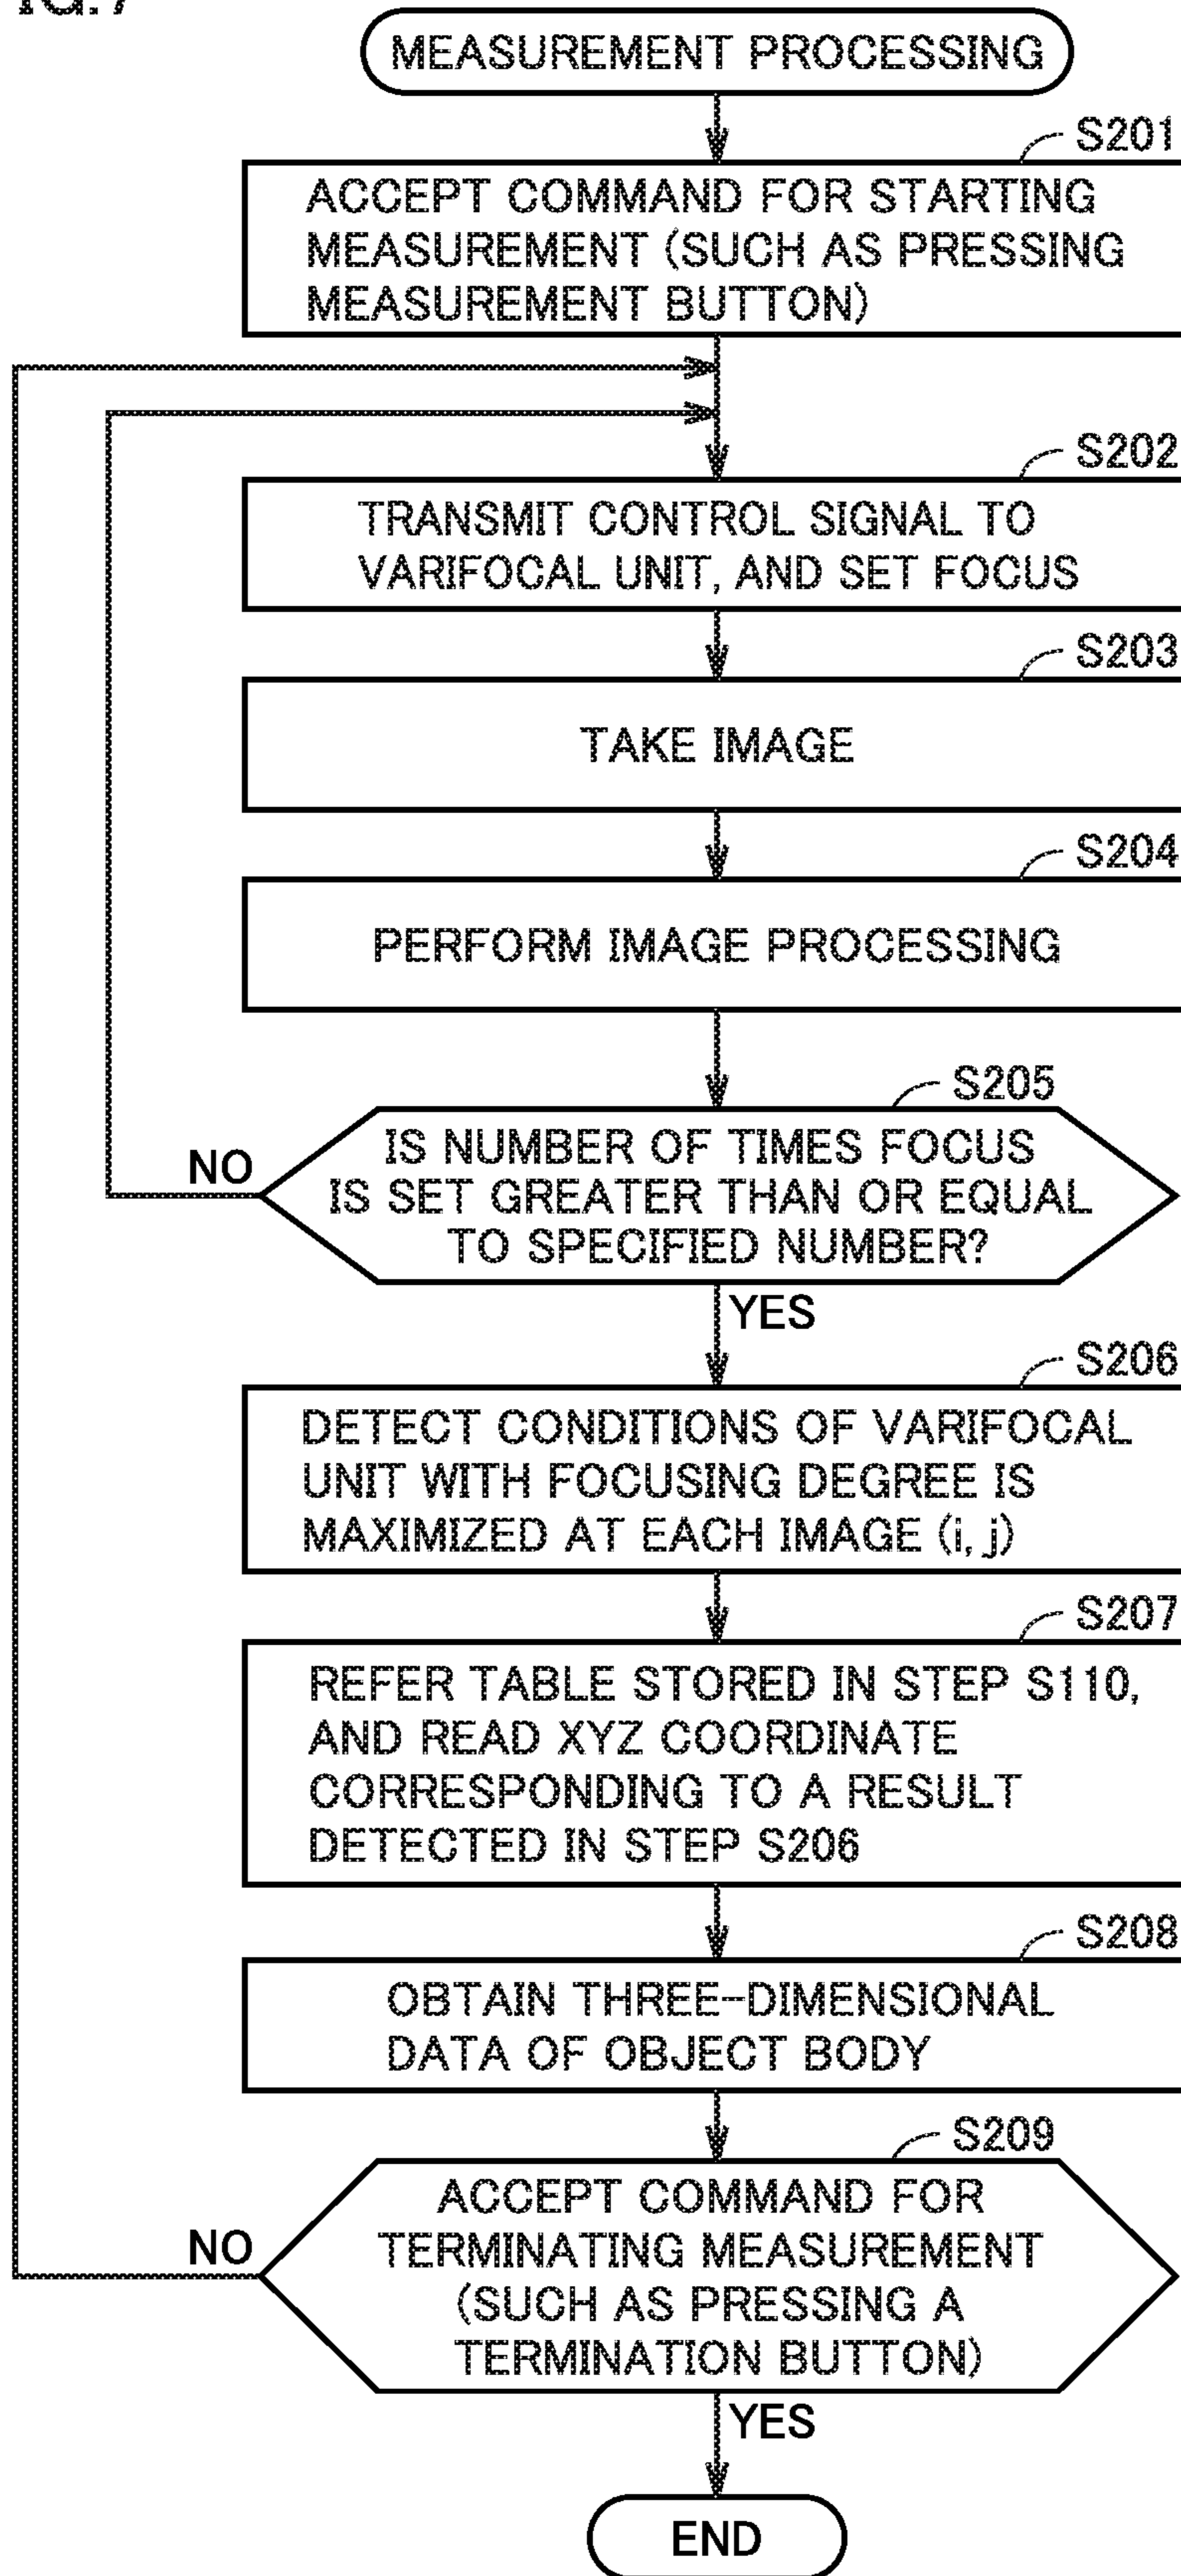 FIG.7
MEASUREMENT PROCESSING
S201
ACCEPT COMMAND FOR STARTING
MEASUREMENT (SUCH AS PRESSING
MEASUREMENT BUTTON)
S202
TRANSMIT CONTROL SIGNAL TO
VARIFOCAL UNIT, AND SET FOCUS
S203
TAKE IMAGE
S204
PERFORM IMAGE PROCESSING
S205
IS NUMBER OF TIMES FOCUS
IS SET GREATER THAN OR EQUAL
TO SPECIFIED NUMBER?
NO
YES
S206
DETECT CONDITIONS OF VARIFOCAL
UNIT WITH FOCUSING DEGREE IS
MAXIMIZED AT EACH IMAGE (i, j)
S207
REFER TABLE STORED IN STEP S110,
AND READ XYZ COORDINATE
CORRESPONDING TO A RESULT
DETECTED IN STEP S206
S208
OBTAIN THREE-DIMENSIONAL
DATA OF OBJECT BODY
S209
ACCEPT COMMAND FOR
TERMINATING MEASUREMENT
(SUCH AS PRESSING A
TERMINATION BUTTON)
NO
YES
END